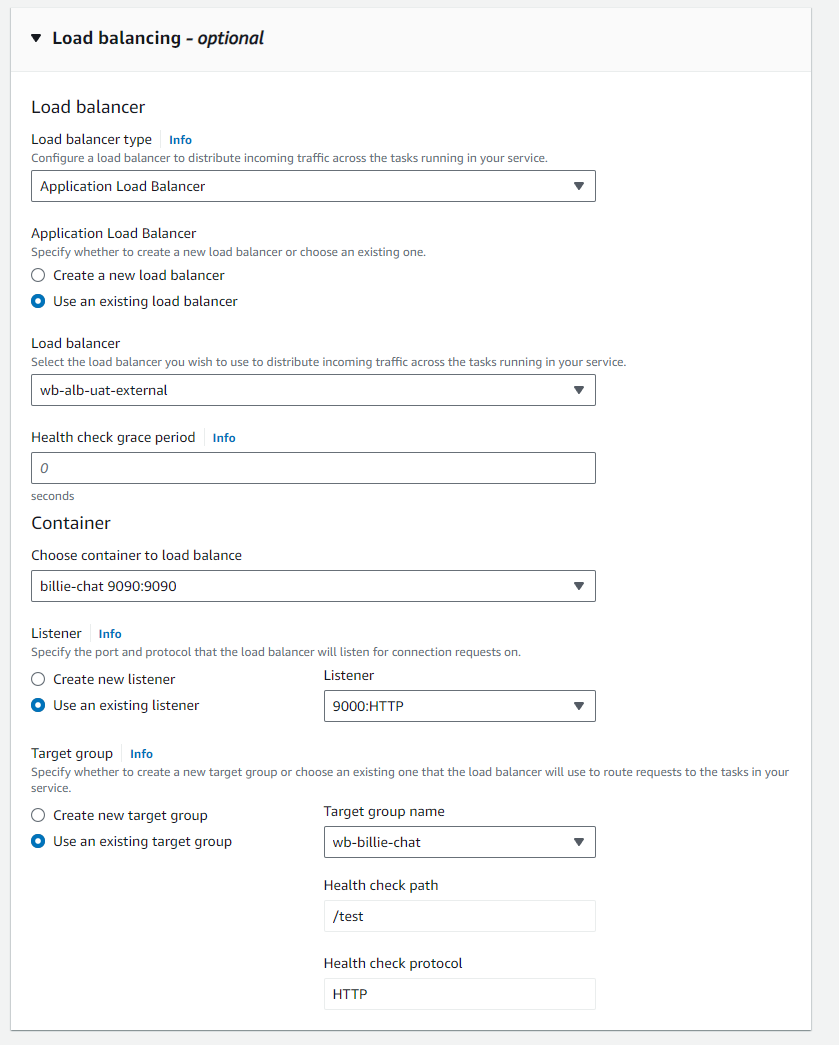 Load balancing - optional
Load balancer
Load balancer type Info
Configure a load balancer to distribute incoming traffic across the tasks running in your service.
Application Load Balancer
Application Load Balancer
Specify whether to create a new load balancer or choose an existing one.
Create a new load balancer
Use an existing load balancer
Load balancer
Select the load balancer you wish to use to distribute incoming traffic across the tasks running in your service.
wb-alb-uat-external
Health check grace period Info
0
seconds
Container
Choose container to load balance
billie-chat 9090:9090
Listener Info
Specify the port and protocol that the load balancer will listen for connection requests on.
Create new listener
Use an existing listener
Listener
9000:HTTP
Target group Info
Specify whether to create a new target group or choose an existing one that the load balancer will use to route requests to the tasks in your
service.
Create new target group
Use an existing target group
Target group name
wb-billie-chat
Health check path
/test
Health check protocol
HTTP